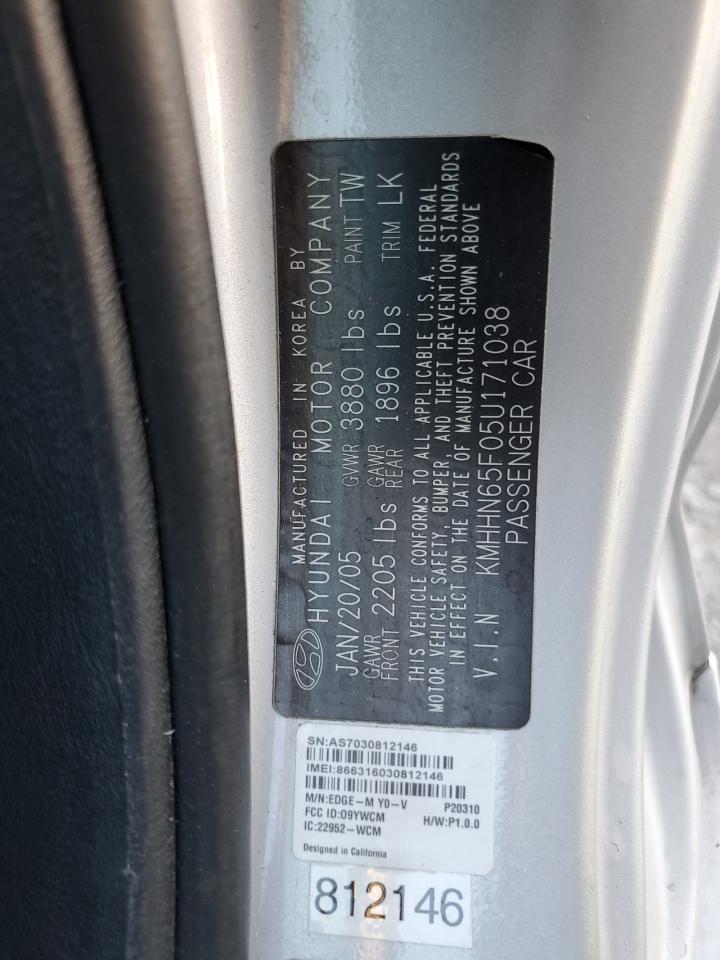 MANUFACTURED IN KOREA BY
HYUNDAI MOTOR COMPANY
JAN/20/05 GVWR 3880 lbs PAINT TW
GAWR FRONT 2205 lbs GAWR REAR 1896 lbs TRIM LK
THIS VEHICLE CONFORMS TO ALL APPLICABLE U.S.A. FEDERAL
MOTOR VEHICLE SAFETY, BUMPER, AND THEFT PREVENTION STANDARDS
IN EFFECT ON THE DATE OF MANUFACTURE SHOWN ABOVE
V.I.N KMHHN65F05U171038
PASSENGER CAR
SN:AS7030812146
IMEI:866316030812146
M/N:EDGE-M Y0-V P20310
FCC ID:O9YWCM H/W:P1.0.0
IC:22952-WCM
Designed in California
812146